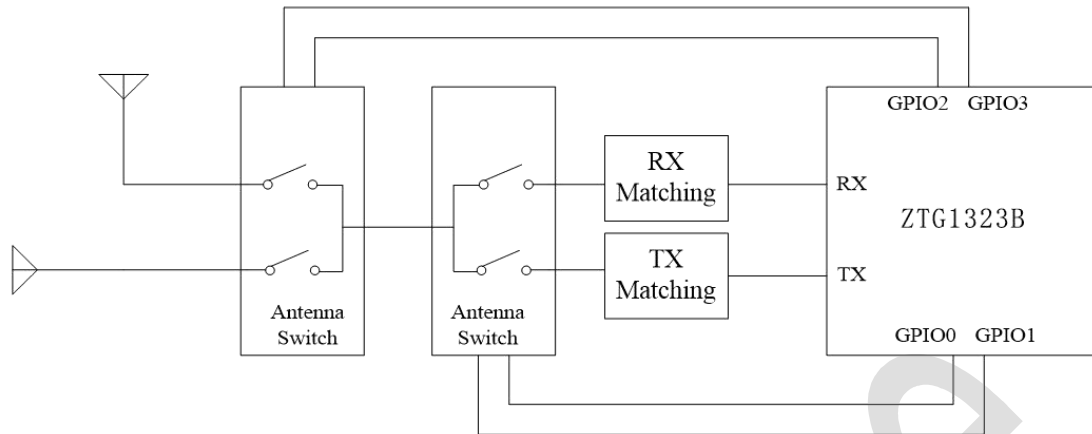 GPIO2 GPIO3
RX
Matching
RX
ZTG1323B
TX
Matching
TX
Antenna
Switch
Antenna
Switch
GPIO0 GPIO1